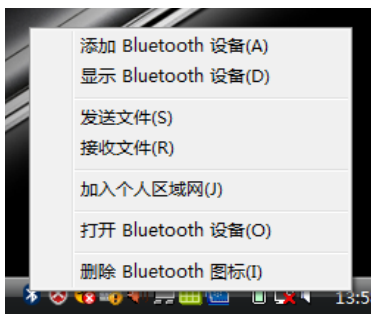 添加 Bluetooth 设备(A)
显示 Bluetooth 设备(D)
发送文件(S)
接收文件(R)
加入个人区域网(J)
打开 Bluetooth 设备(O)
删除 Bluetooth 图标(I)
13:5